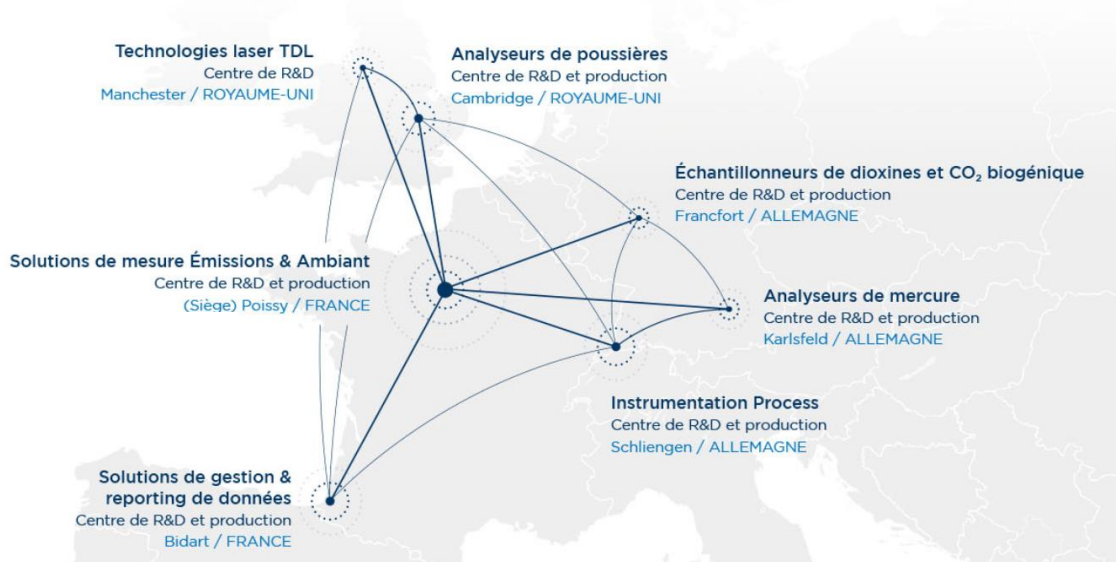 Technologies laser TDL
Centre de R&D
Manchester / ROYAUME-UNI
Analyseurs de poussières
Centre de R&D et production
Cambridge / ROYAUME-UNI
Échantillonneurs de dioxines et CO₂ biogénique
Centre de R&D et production
Francfort / ALLEMAGNE
Solutions de mesure Émissions & Ambiant
Centre de R&D et production
(Siège) Poissy / FRANCE
Analyseurs de mercure
Centre de R&D et production
Karlsfeld / ALLEMAGNE
Instrumentation Process
Centre de R&D et production
Schliengen / ALLEMAGNE
Solutions de gestion &
reporting de données
Centre de R&D et production
Bidart / FRANCE